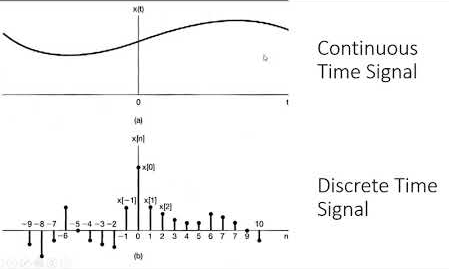 x(t)
Continuous
Time Signal
0
t
(a)
x[n]
x[0]
x[−1]
x[1]
x[2]
Discrete Time
Signal
−9 −8 −7 −5 −4 −3 −2 10
−6 −1 0 1 2 3 4 5 6 7 7 9 n
(b)